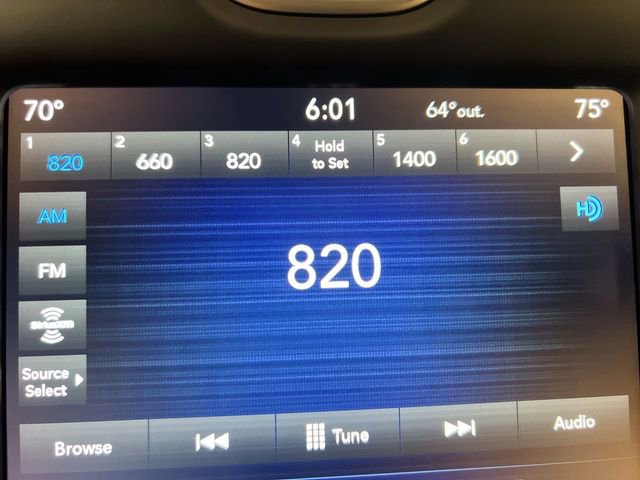 70° 6:01 64°out. 75°
1 820 2 660 3 820 4 Hold to Set 5 1400 6 1600
AM HD
820
FM
SiriusXM
Source Select
Browse Tune Audio